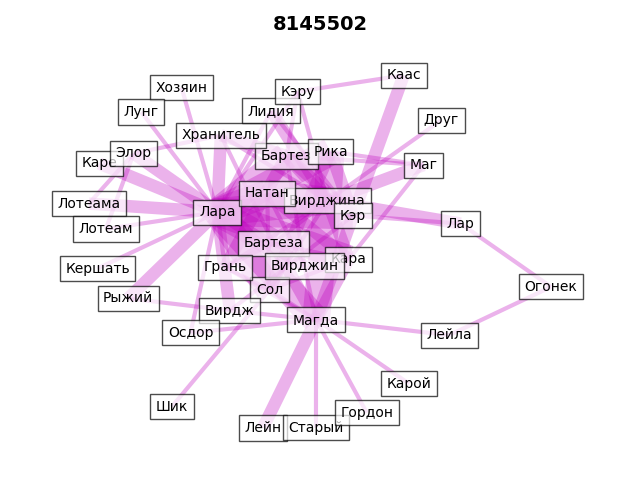 8145502
Каас
Хозяин
Кэру
Лунг
Лидия
Друг
Хранитель
Элор
Рика
Бартез
Каре
Маг
Натан
Вирджина
Лотеама
Лара
Кэр
Лар
Лотеам
Бартеза
Кара
Вирджин
Грань
Кершать
Огонек
Сол
Рыжий
Вирдж
Магда
Осдор
Лейла
Карой
Шик
Гордон
Лейн
Старый